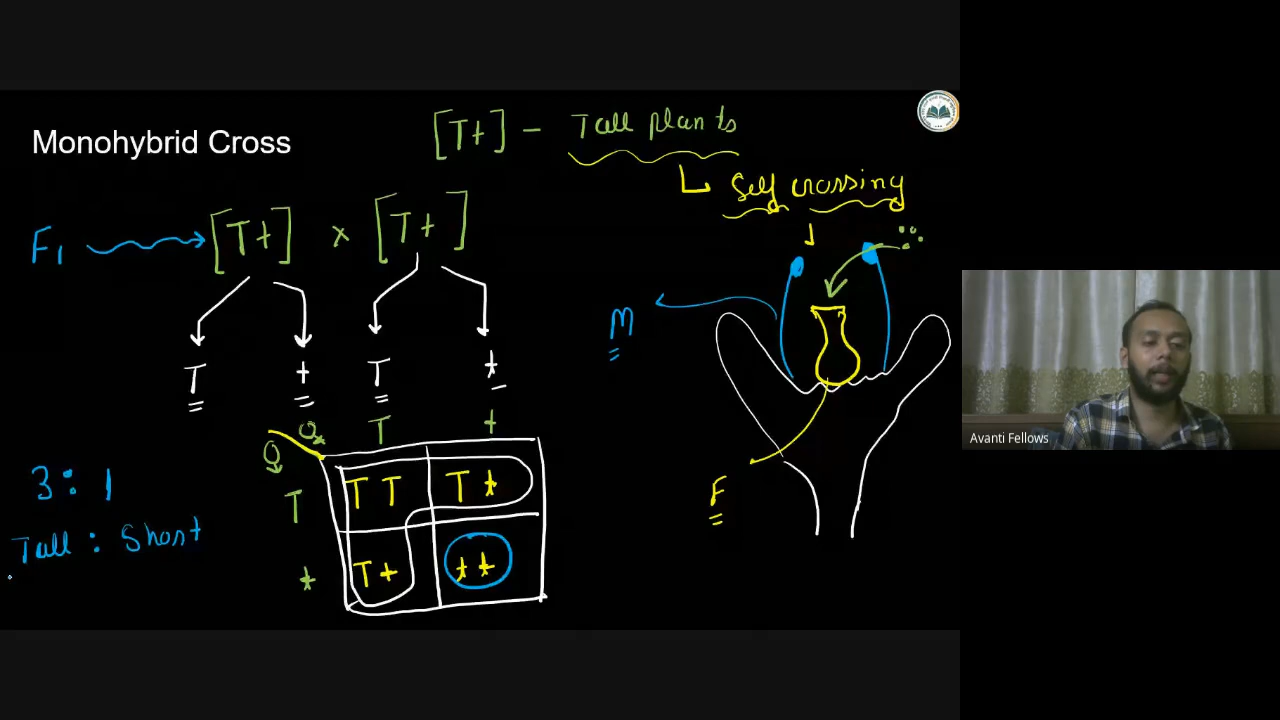 Monohybrid Cross
[Tt] - Tall plants
Self crossing
F1 [Tt] x [Tt]
T t T t
M
T t
T TT Tt
t Tt tt
F
3:1
Tall : Short
Avanti Fellows